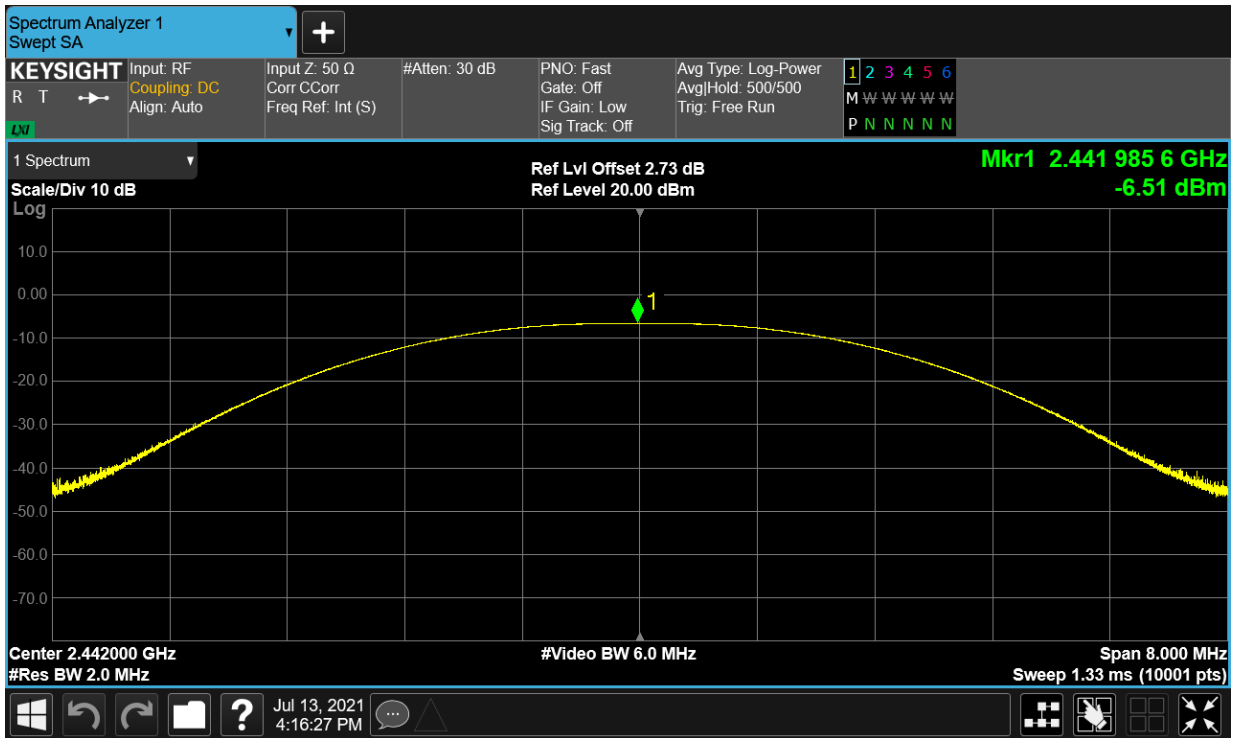 Spectrum Analyzer 1
Swept SA
KEYSIGHT
R T
LXI
Input: RF
Coupling: DC
Align: Auto
Input Z: 50 Ω
Corr CCorr
Freq Ref: Int (S)
#Atten: 30 dB
PNO: Fast
Gate: Off
IF Gain: Low
Sig Track: Off
Avg Type: Log-Power
Avg|Hold: 500/500
Trig: Free Run
1 2 3 4 5 6
M W W W W W
P N N N N N
1 Spectrum
Scale/Div 10 dB
Log
Ref Lvl Offset 2.73 dB
Ref Level 20.00 dBm
Mkr1 2.441 985 6 GHz
-6.51 dBm
10.0
0.00
1
-10.0
-20.0
-30.0
-40.0
-50.0
-60.0
-70.0
Center 2.442000 GHz
#Res BW 2.0 MHz
#Video BW 6.0 MHz
Span 8.000 MHz
Sweep 1.33 ms (10001 pts)
?
Jul 13, 2021
4:16:27 PM